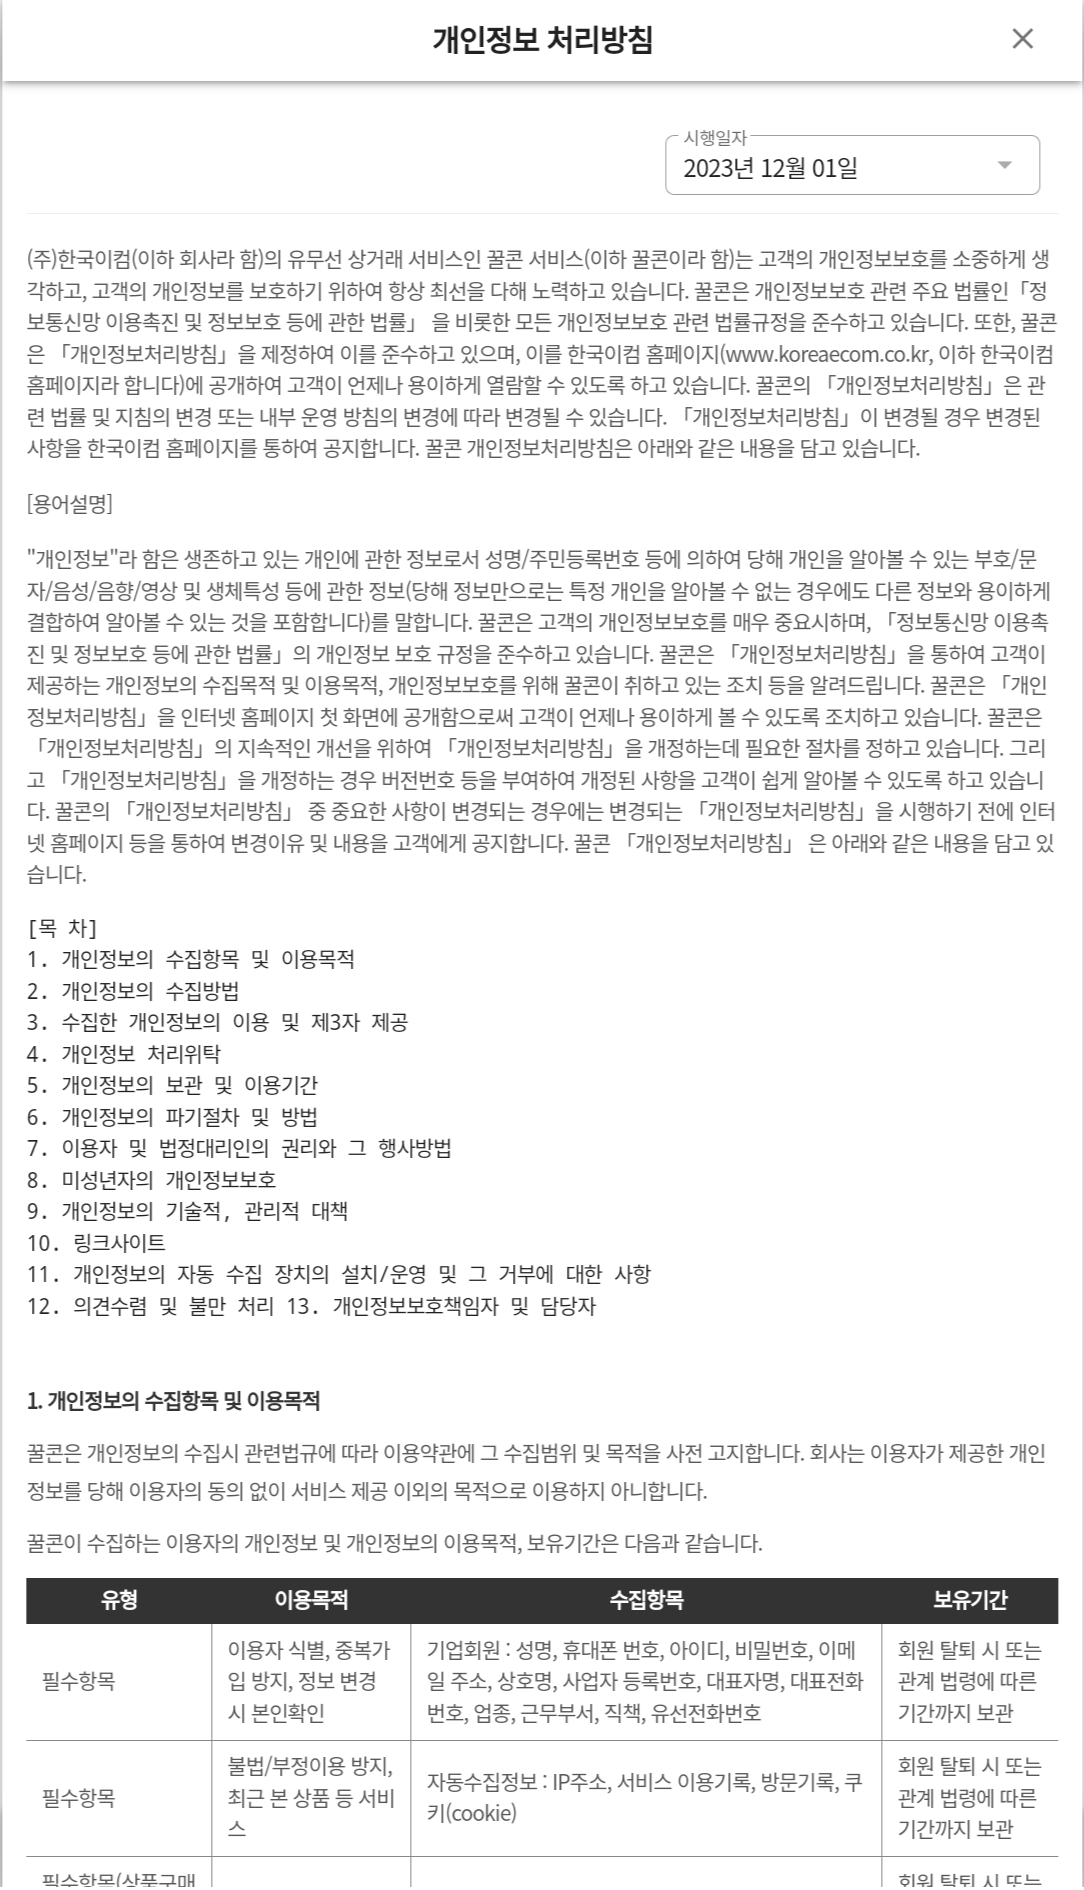 개인정보 처리방침
시행일자
2023년 12월 01일
(주)한국이컴(이하 회사라 함)의 유무선 상거래 서비스인 꿀콘 서비스(이하 꿀콘이라 함)는 고객의 개인정보보호를 소중하게 생
각하고, 고객의 개인정보를 보호하기 위하여 항상 최선을 다해 노력하고 있습니다. 꿀콘은 개인정보보호 관련 주요 법률인「정
보통신망 이용촉진 및 정보보호 등에 관한 법률」 을 비롯한 모든 개인정보보호 관련 법률규정을 준수하고 있습니다. 또한, 꿀콘
은 「개인정보처리방침」을 제정하여 이를 준수하고 있으며, 이를 한국이컴 홈페이지(www.koreaecom.co.kr, 이하 한국이컴
홈페이지라 합니다)에 공개하여 고객이 언제나 용이하게 열람할 수 있도록 하고 있습니다. 꿀콘의 「개인정보처리방침」은 관
련 법률 및 지침의 변경 또는 내부 운영 방침의 변경에 따라 변경될 수 있습니다. 「개인정보처리방침」이 변경될 경우 변경된
사항을 한국이컴 홈페이지를 통하여 공지합니다. 꿀콘 개인정보처리방침은 아래와 같은 내용을 담고 있습니다.
[용어설명]
"개인정보"라 함은 생존하고 있는 개인에 관한 정보로서 성명/주민등록번호 등에 의하여 당해 개인을 알아볼 수 있는 부호/문
자/음성/음향/영상 및 생체특성 등에 관한 정보(당해 정보만으로는 특정 개인을 알아볼 수 없는 경우에도 다른 정보와 용이하게
결합하여 알아볼 수 있는 것을 포함합니다)를 말합니다. 꿀콘은 고객의 개인정보보호를 매우 중요시하며, 「정보통신망 이용촉
진 및 정보보호 등에 관한 법률」의 개인정보 보호 규정을 준수하고 있습니다. 꿀콘은 「개인정보처리방침」을 통하여 고객이
제공하는 개인정보의 수집목적 및 이용목적, 개인정보보호를 위해 꿀콘이 취하고 있는 조치 등을 알려드립니다. 꿀콘은 「개인
정보처리방침」을 인터넷 홈페이지 첫 화면에 공개함으로써 고객이 언제나 용이하게 볼 수 있도록 조치하고 있습니다. 꿀콘은
「개인정보처리방침」의 지속적인 개선을 위하여 「개인정보처리방침」을 개정하는데 필요한 절차를 정하고 있습니다. 그리
고 「개인정보처리방침」을 개정하는 경우 버전번호 등을 부여하여 개정된 사항을 고객이 쉽게 알아볼 수 있도록 하고 있습니
다. 꿀콘의 「개인정보처리방침」 중 중요한 사항이 변경되는 경우에는 변경되는 「개인정보처리방침」을 시행하기 전에 인터
넷 홈페이지 등을 통하여 변경이유 및 내용을 고객에게 공지합니다. 꿀콘 「개인정보처리방침」 은 아래와 같은 내용을 담고 있
습니다.
[목 차]
1. 개인정보의 수집항목 및 이용목적
2. 개인정보의 수집방법
3. 수집한 개인정보의 이용 및 제3자 제공
4. 개인정보 처리위탁
5. 개인정보의 보관 및 이용기간
6. 개인정보의 파기절차 및 방법
7. 이용자 및 법정대리인의 권리와 그 행사방법
8. 미성년자의 개인정보보호
9. 개인정보의 기술적, 관리적 대책
10. 링크사이트
11. 개인정보의 자동 수집 장치의 설치/운영 및 그 거부에 대한 사항
12. 의견수렴 및 불만 처리 13. 개인정보보호책임자 및 담당자
1. 개인정보의 수집항목 및 이용목적
꿀콘은 개인정보의 수집시 관련법규에 따라 이용약관에 그 수집범위 및 목적을 사전 고지합니다. 회사는 이용자가 제공한 개인
정보를 당해 이용자의 동의 없이 서비스 제공 이외의 목적으로 이용하지 아니합니다.
꿀콘이 수집하는 이용자의 개인정보 및 개인정보의 이용목적, 보유기간은 다음과 같습니다.
유형 이용목적 수집항목 보유기간
필수항목
이용자 식별, 중복가
입 방지, 정보 변경
시 본인확인
기업회원 : 성명, 휴대폰 번호, 아이디, 비밀번호, 이메
일 주소, 상호명, 사업자 등록번호, 대표자명, 대표전화
번호, 업종, 근무부서, 직책, 유선전화번호
회원 탈퇴 시 또는
관계 법령에 따른
기간까지 보관
필수항목
불법/부정이용 방지,
최근 본 상품 등 서비
스
자동수집정보 : IP주소, 서비스 이용기록, 방문기록, 쿠
키(cookie)
회원 탈퇴 시 또는
관계 법령에 따른
기간까지 보관
필수항목(상품구매
회원 탈퇴 시 또는